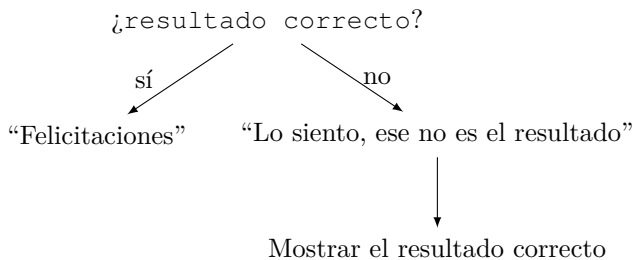 ¿resultado correcto?
sí
no
“Felicitaciones”
“Lo siento, ese no es el resultado”
Mostrar el resultado correcto